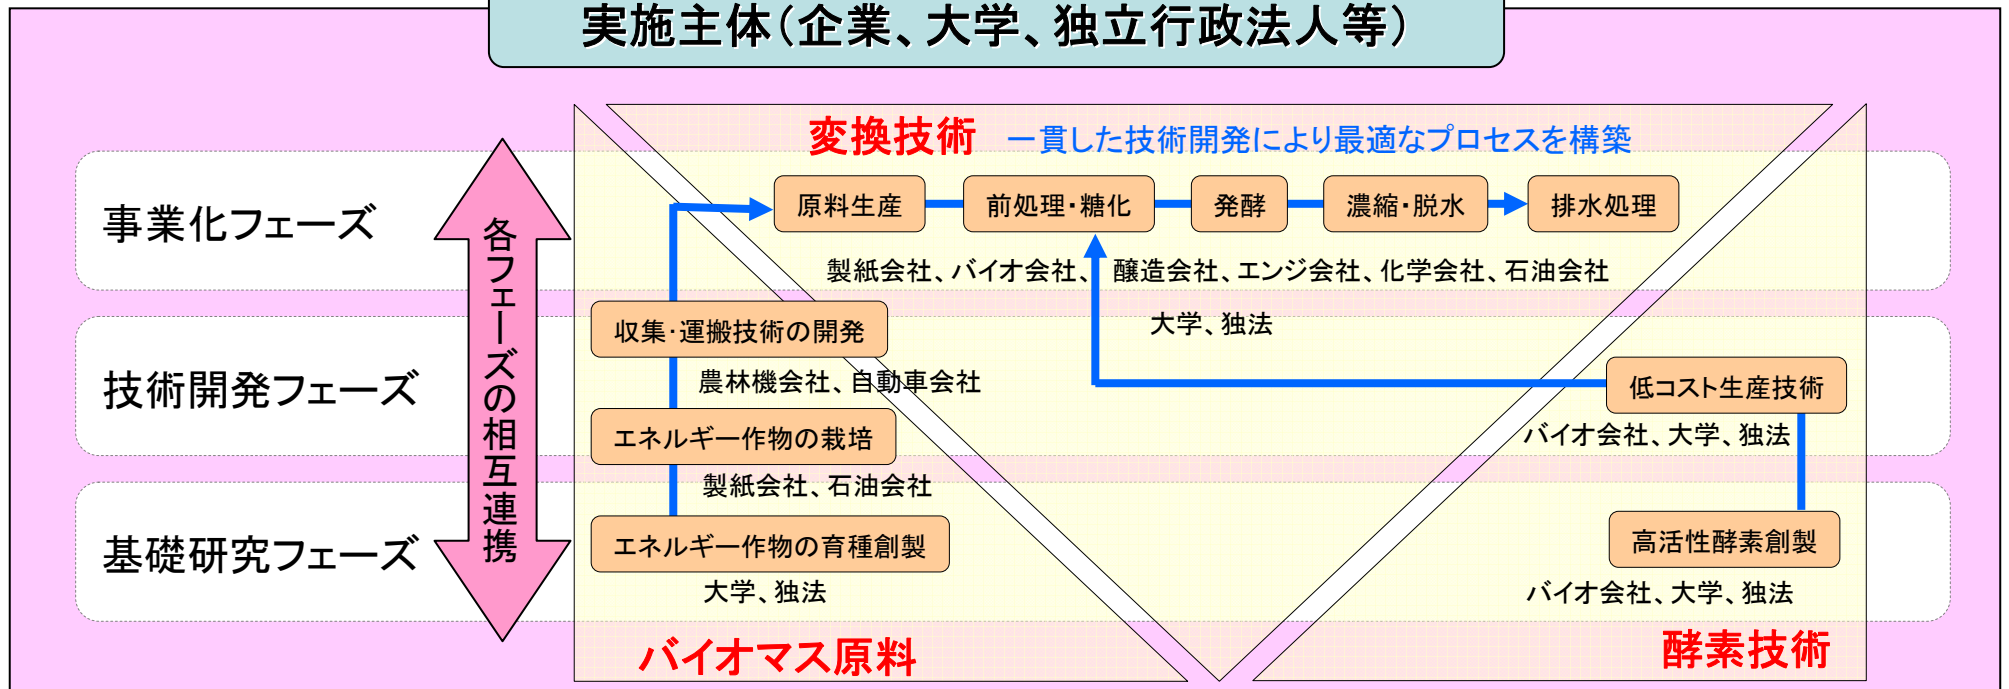 実施主体（企業、大学、独立行政法人等）
変換技術 一貫した技術開発により最適なプロセスを構築
事業化フェーズ
原料生産
前処理・糖化
発酵
濃縮・脱水
排水処理
製紙会社、バイオ会社、 醸造会社、エンジ会社、化学会社、石油会社
大学、独法
各フェーズの相互連携
技術開発フェーズ
収集・運搬技術の開発
農林機会社、自動車会社
エネルギー作物の栽培
製紙会社、石油会社
低コスト生産技術
バイオ会社、大学、独法
基礎研究フェーズ
エネルギー作物の育種創製
大学、独法
高活性酵素創製
バイオ会社、大学、独法
バイオマス原料
酵素技術